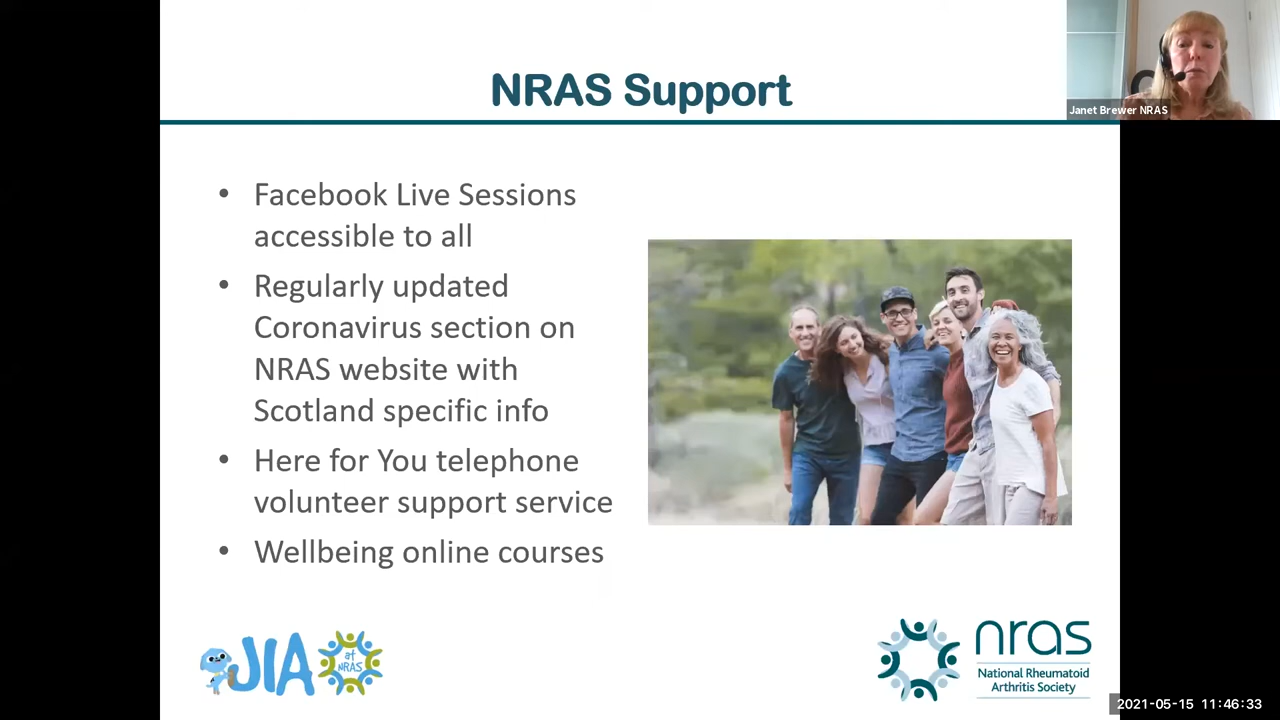 NRAS Support
Janet Brewer NRAS
• Facebook Live Sessions
accessible to all
• Regularly updated
Coronavirus section on
NRAS website with
Scotland specific info
• Here for You telephone
volunteer support service
• Wellbeing online courses
JIA at
NRAS
nras
National Rheumatoid
Arthritis Society
2021-05-15 11:46:33